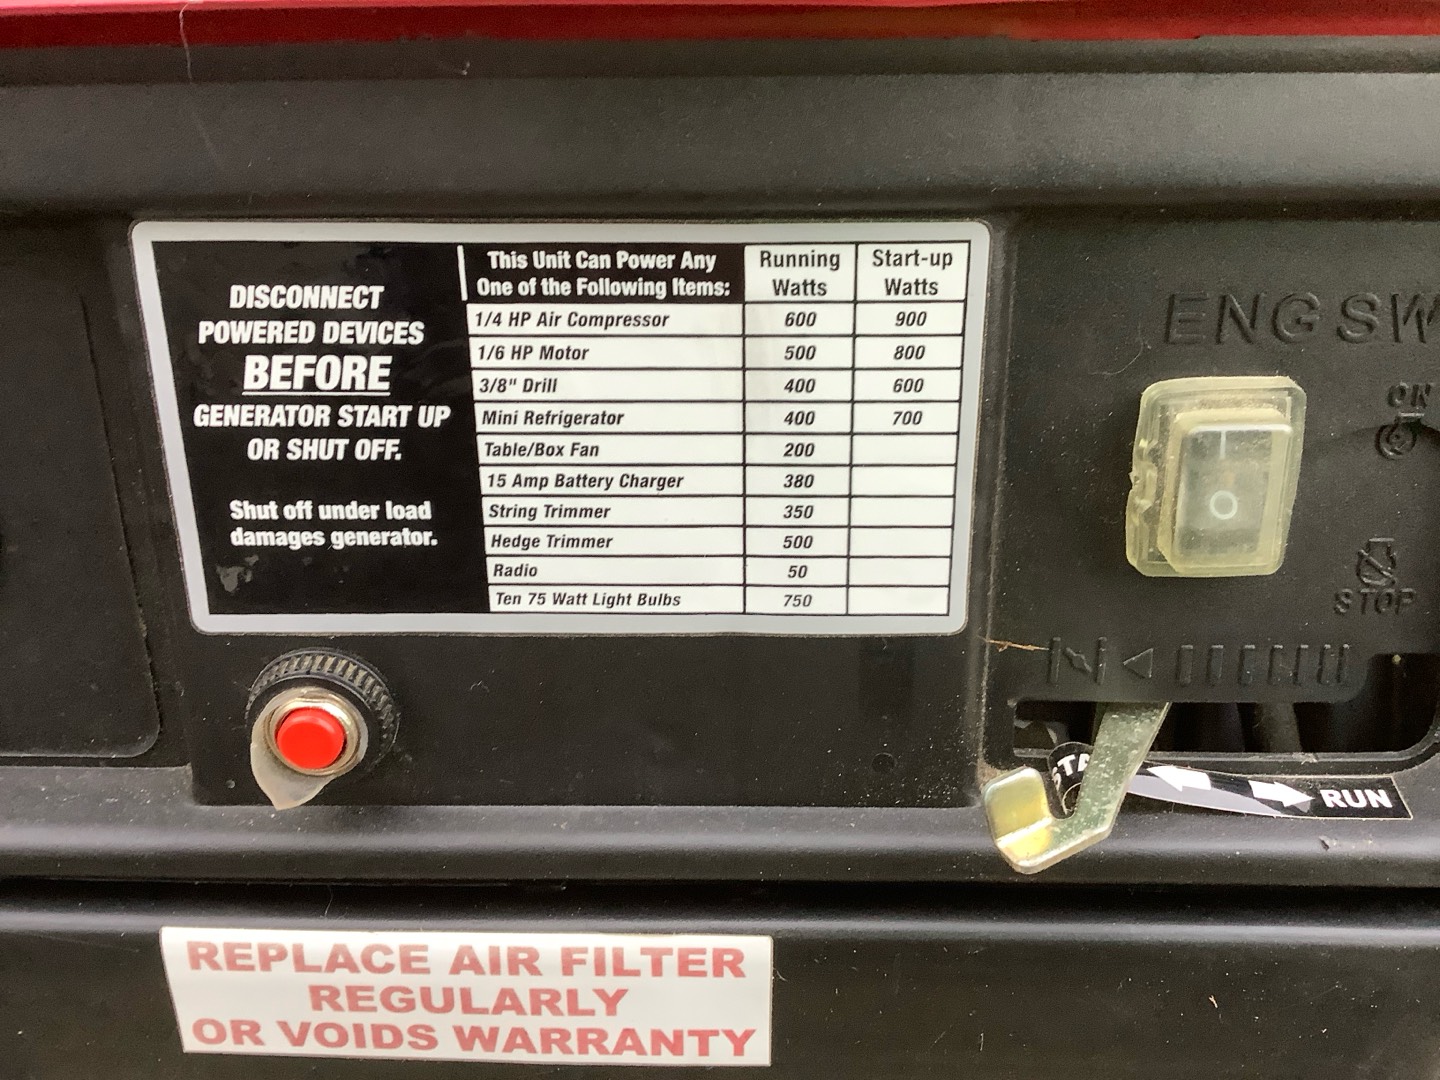 DISCONNECT
POWERED DEVICES
BEFORE
GENERATOR START UP
OR SHUT OFF.
Shut off under load
damages generator.
This Unit Can Power Any
One of the Following Items:
Running
Watts
Start-up
Watts
1/4 HP Air Compressor 600 900
1/6 HP Motor 500 800
3/8" Drill 400 600
Mini Refrigerator 400 700
Table/Box Fan 200
15 Amp Battery Charger 380
String Trimmer 350
Hedge Trimmer 500
Radio 50
Ten 75 Watt Light Bulbs 750
ENG SW
ON
STOP
RUN
REPLACE AIR FILTER
REGULARLY
OR VOIDS WARRANTY